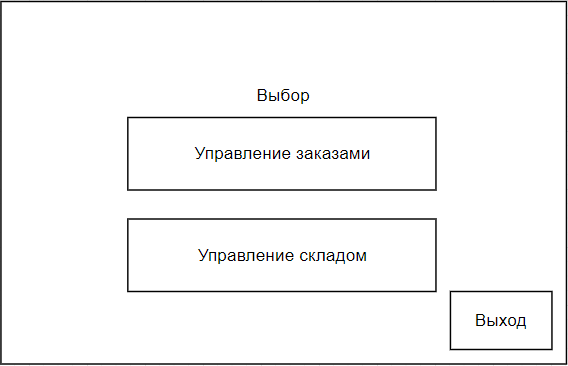 Выбор
Управление заказами
Управление складом
Выход